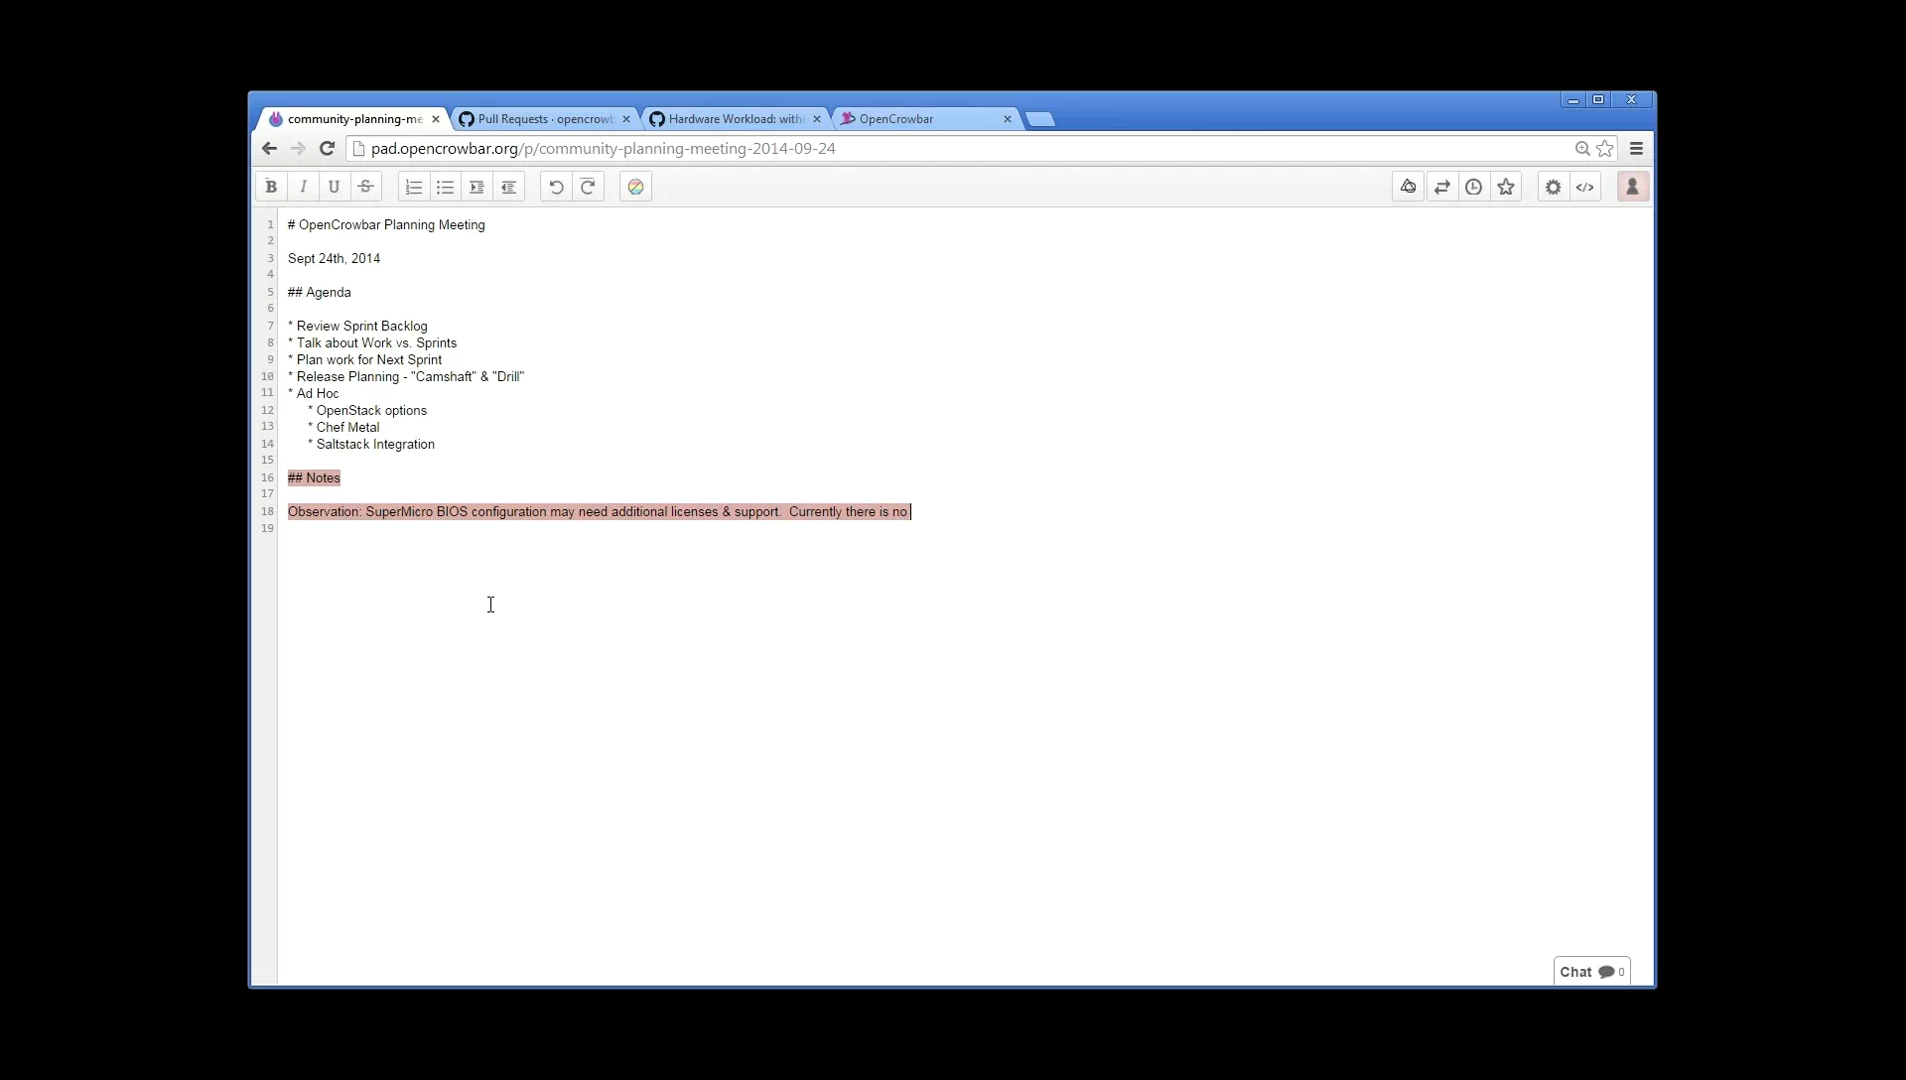 community-planning-me
Pull Requests · opencrowb
Hardware Workload: with
OpenCrowbar
pad.opencrowbar.org/p/community-planning-meeting-2014-09-24
B I U S
1 # OpenCrowbar Planning Meeting
2
3 Sept 24th, 2014
4
5 ## Agenda
6
7 * Review Sprint Backlog
8 * Talk about Work vs. Sprints
9 * Plan work for Next Sprint
10 * Release Planning - "Camshaft" & "Drill"
11 * Ad Hoc
12 * OpenStack options
13 * Chef Metal
14 * Saltstack Integration
15
16 ## Notes
17
18 Observation: SuperMicro BIOS configuration may need additional licenses & support.  Currently there is no
19
Chat 0